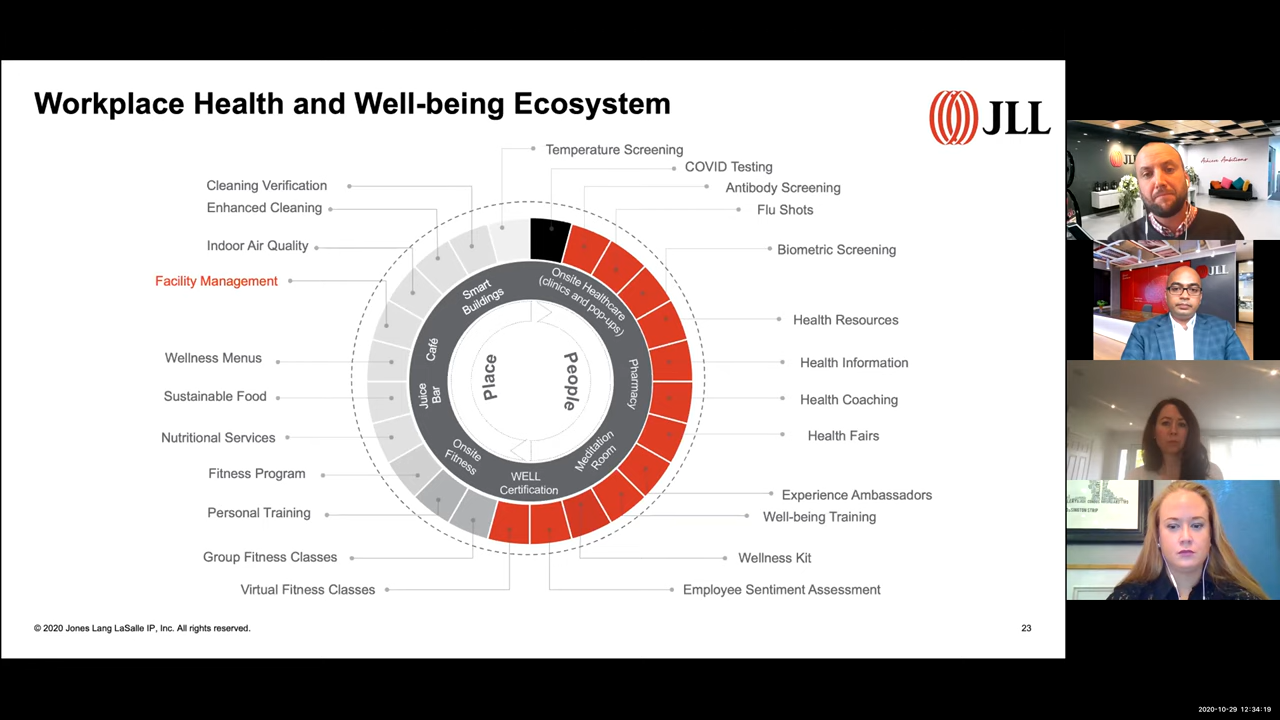 Workplace Health and Well-being Ecosystem
JLL
Temperature Screening
COVID Testing
Antibody Screening
Flu Shots
Biometric Screening
Health Resources
Health Information
Health Coaching
Health Fairs
Experience Ambassadors
Well-being Training
Wellness Kit
Employee Sentiment Assessment
Cleaning Verification
Enhanced Cleaning
Indoor Air Quality
Facility Management
Wellness Menus
Sustainable Food
Nutritional Services
Fitness Program
Personal Training
Group Fitness Classes
Virtual Fitness Classes
Smart
Buildings
Onsite Healthcare
(clinics and pop-ups)
Café
Juice
Bar
Pharmacy
Onsite
Fitness
Meditation
Room
WELL
Certification
Place
People
© 2020 Jones Lang LaSalle IP, Inc. All rights reserved.
23
Achieve Ambitions
JLL
2020-10-29 12:34:19